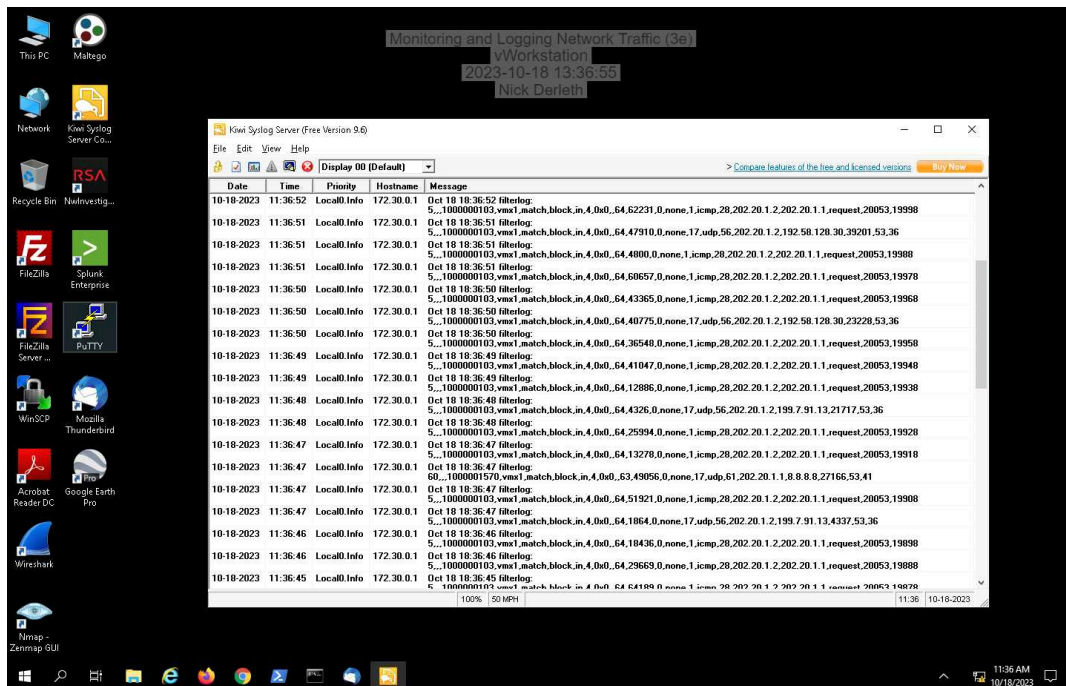 Monitoring and Logging Network Traffic (3e)
vWorkstation
2023-10-18 13:36:55
Nick Derleth
This PC
Maltego
Network
Kiwi Syslog
Server Co...
Recycle Bin
NwInvestig...
FileZilla
Splunk
Enterprise
FileZilla
Server ...
PuTTY
WinSCP
Mozilla
Thunderbird
Acrobat
Reader DC
Google Earth
Pro
Wireshark
Nmap -
Zenmap GUI
RSA
Pro
Kiwi Syslog Server (Free Version 9.6)
File Edit View Help
Display 00 (Default)
> Compare features of the free and licensed versions
Buy Now
Date Time Priority Hostname Message
10-18-2023 11:36:52 Local0.Info 172.30.0.1 Oct 18 18:36:52 filterlog:
5,,,1000000103,vmx1,match,block,in,4,0x0,,64,62231,0,none,1,icmp,28,202.20.1.2,202.20.1.1,request,20053,19998
10-18-2023 11:36:51 Local0.Info 172.30.0.1 Oct 18 18:36:51 filterlog:
5,,,1000000103,vmx1,match,block,in,4,0x0,,64,47910,0,none,17,udp,56,202.20.1.2,192.58.128.30,39201,53,36
10-18-2023 11:36:51 Local0.Info 172.30.0.1 Oct 18 18:36:51 filterlog:
5,,,1000000103,vmx1,match,block,in,4,0x0,,64,4800,0,none,1,icmp,28,202.20.1.2,202.20.1.1,request,20053,19988
10-18-2023 11:36:51 Local0.Info 172.30.0.1 Oct 18 18:36:51 filterlog:
5,,,1000000103,vmx1,match,block,in,4,0x0,,64,60657,0,none,1,icmp,28,202.20.1.2,202.20.1.1,request,20053,19978
10-18-2023 11:36:50 Local0.Info 172.30.0.1 Oct 18 18:36:50 filterlog:
5,,,1000000103,vmx1,match,block,in,4,0x0,,64,43365,0,none,1,icmp,28,202.20.1.2,202.20.1.1,request,20053,19968
10-18-2023 11:36:50 Local0.Info 172.30.0.1 Oct 18 18:36:50 filterlog:
5,,,1000000103,vmx1,match,block,in,4,0x0,,64,40775,0,none,17,udp,56,202.20.1.2,192.58.128.30,23228,53,36
10-18-2023 11:36:50 Local0.Info 172.30.0.1 Oct 18 18:36:50 filterlog:
5,,,1000000103,vmx1,match,block,in,4,0x0,,64,36548,0,none,1,icmp,28,202.20.1.2,202.20.1.1,request,20053,19958
10-18-2023 11:36:49 Local0.Info 172.30.0.1 Oct 18 18:36:49 filterlog:
5,,,1000000103,vmx1,match,block,in,4,0x0,,64,41047,0,none,1,icmp,28,202.20.1.2,202.20.1.1,request,20053,19948
10-18-2023 11:36:49 Local0.Info 172.30.0.1 Oct 18 18:36:49 filterlog:
5,,,1000000103,vmx1,match,block,in,4,0x0,,64,12886,0,none,1,icmp,28,202.20.1.2,202.20.1.1,request,20053,19938
10-18-2023 11:36:48 Local0.Info 172.30.0.1 Oct 18 18:36:48 filterlog:
5,,,1000000103,vmx1,match,block,in,4,0x0,,64,4326,0,none,17,udp,56,202.20.1.2,199.7.91.13,21717,53,36
10-18-2023 11:36:48 Local0.Info 172.30.0.1 Oct 18 18:36:48 filterlog:
5,,,1000000103,vmx1,match,block,in,4,0x0,,64,25994,0,none,1,icmp,28,202.20.1.2,202.20.1.1,request,20053,19928
10-18-2023 11:36:47 Local0.Info 172.30.0.1 Oct 18 18:36:47 filterlog:
5,,,1000000103,vmx1,match,block,in,4,0x0,,64,13278,0,none,1,icmp,28,202.20.1.2,202.20.1.1,request,20053,19918
10-18-2023 11:36:47 Local0.Info 172.30.0.1 Oct 18 18:36:47 filterlog:
60,,,1000001570,vmx1,match,block,in,4,0x0,,63,49056,0,none,17,udp,61,202.20.1.1,8.8.8.8,27166,53,41
10-18-2023 11:36:47 Local0.Info 172.30.0.1 Oct 18 18:36:47 filterlog:
5,,,1000000103,vmx1,match,block,in,4,0x0,,64,51921,0,none,1,icmp,28,202.20.1.2,202.20.1.1,request,20053,19908
10-18-2023 11:36:47 Local0.Info 172.30.0.1 Oct 18 18:36:47 filterlog:
5,,,1000000103,vmx1,match,block,in,4,0x0,,64,1864,0,none,17,udp,56,202.20.1.2,199.7.91.13,4337,53,36
10-18-2023 11:36:46 Local0.Info 172.30.0.1 Oct 18 18:36:46 filterlog:
5,,,1000000103,vmx1,match,block,in,4,0x0,,64,18436,0,none,1,icmp,28,202.20.1.2,202.20.1.1,request,20053,19898
10-18-2023 11:36:46 Local0.Info 172.30.0.1 Oct 18 18:36:46 filterlog:
5,,,1000000103,vmx1,match,block,in,4,0x0,,64,29669,0,none,1,icmp,28,202.20.1.2,202.20.1.1,request,20053,19888
10-18-2023 11:36:45 Local0.Info 172.30.0.1 Oct 18 18:36:45 filterlog:
5,,,1000000103,vmx1,match,block,in,4,0x0,,64,64189,0,none,1,icmp,28,202.20.1.2,202.20.1.1,request,20053,19878
100% 50 MPH 11:36 10-18-2023
11:36 AM
10/18/2023